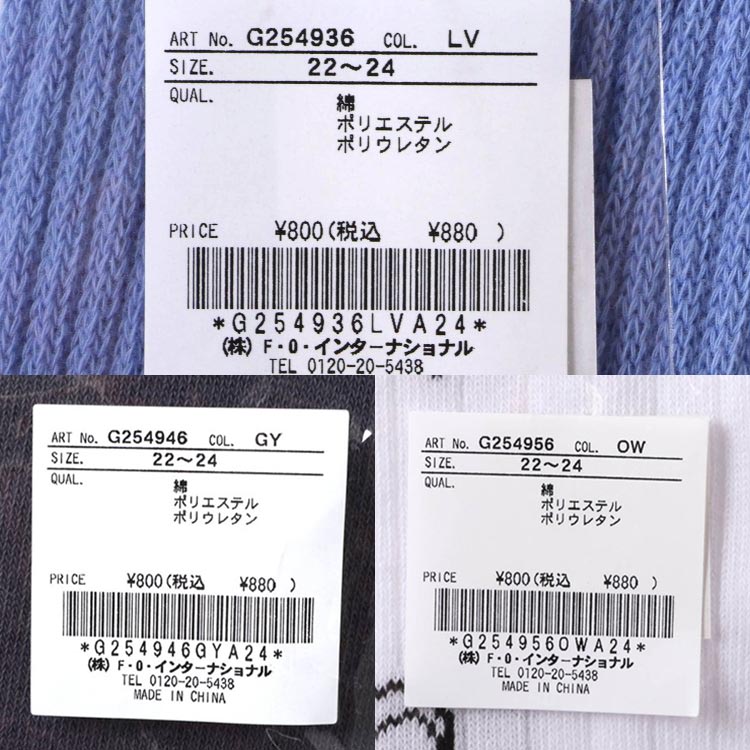 ART No. G254936 COL. LV
SIZE. 22〜24
QUAL. 綿
ポリエステル
ポリウレタン
PRICE ¥800(税込 ¥880 )
*G254936LVA24*
(株) F・O・インターナショナル
TEL 0120-20-5438
ART No. G254946 COL. GY
SIZE. 22〜24
QUAL. 綿
ポリエステル
ポリウレタン
PRICE ¥800(税込 ¥880 )
*G254946GYA24*
(株) F・O・インターナショナル
TEL 0120-20-5438
MADE IN CHINA
ART No. G254956 COL. OW
SIZE. 22〜24
QUAL. 綿
ポリエステル
ポリウレタン
PRICE ¥800(税込 ¥880 )
*G254956OWA24*
(株) F・O・インターナショナル
TEL 0120-20-5438
MADE IN CHINA